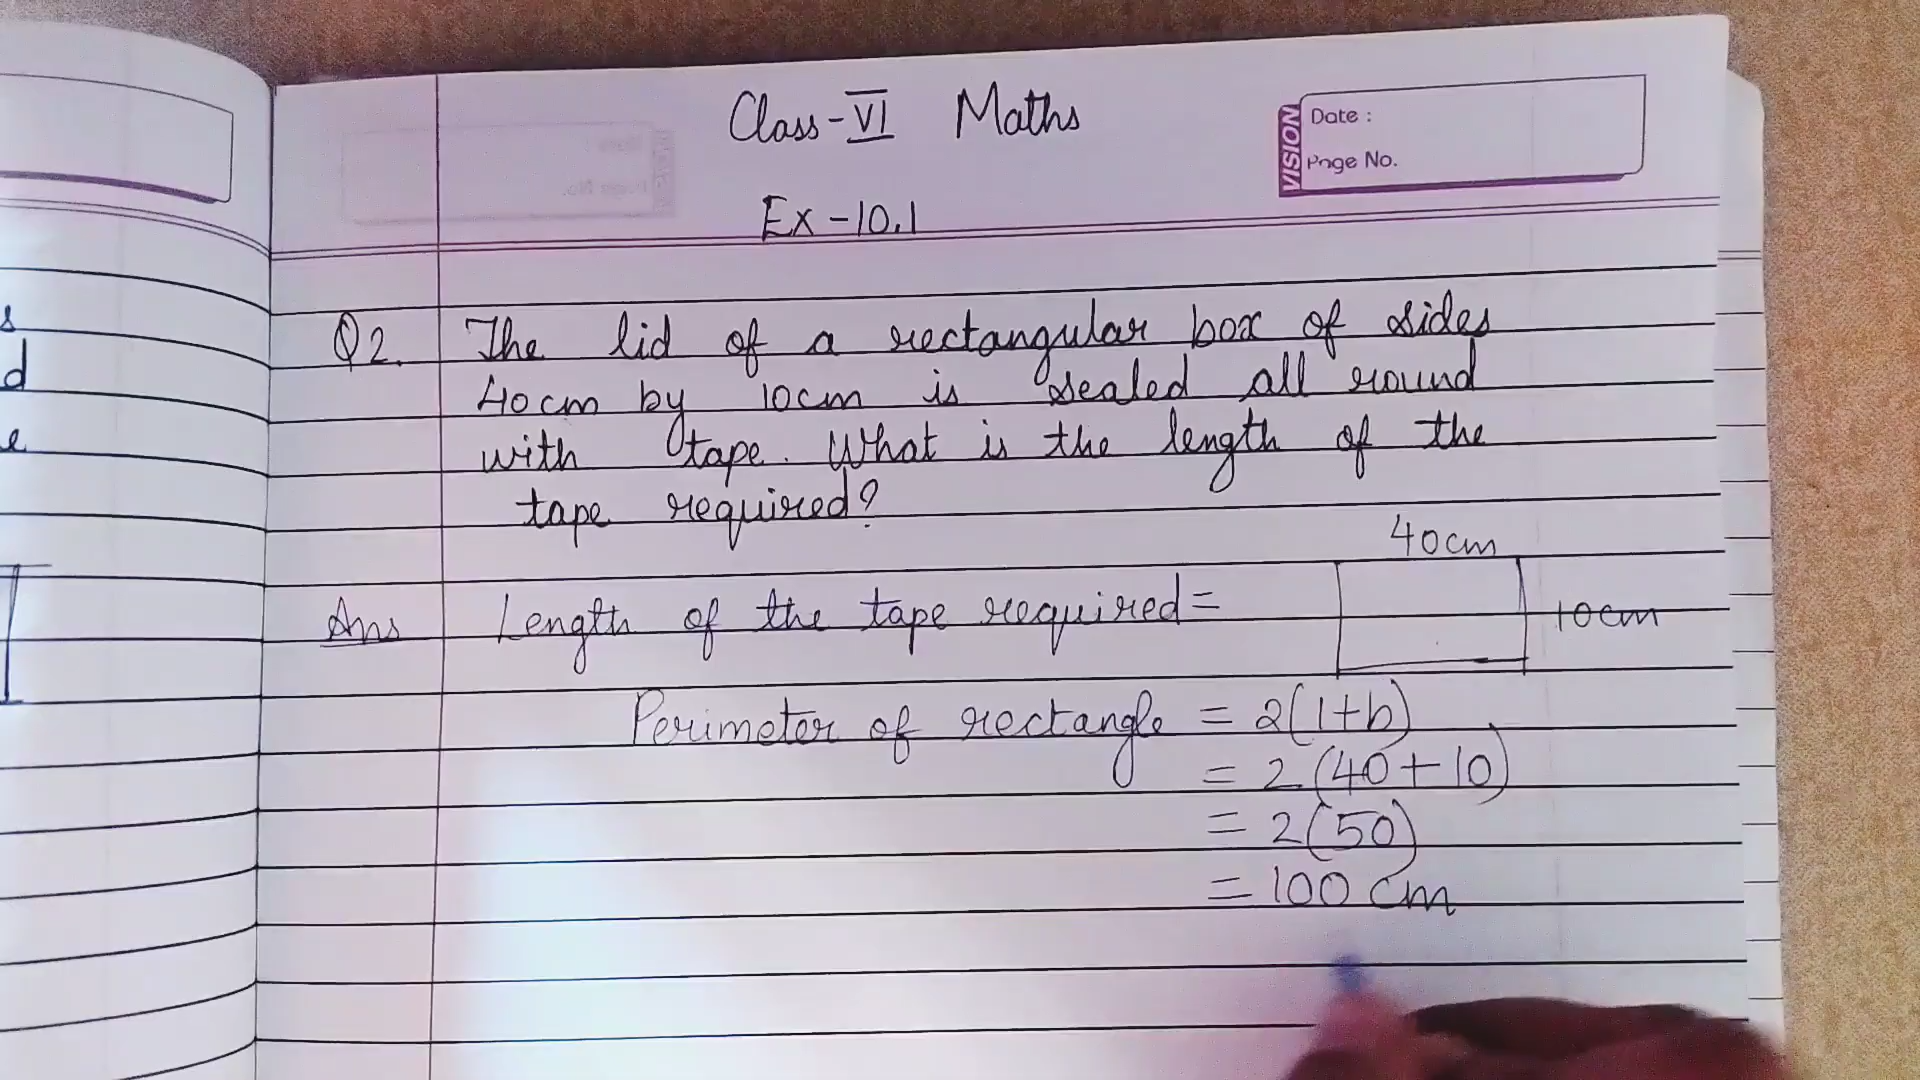 Class-VI Maths
VISION
Date :
Page No.
Ex-10.1
Q2. The lid of a rectangular box of sides
40cm by 10cm is sealed all round
with tape. What is the length of the
tape required?
40cm
Ans Length of the tape required =
10cm
Perimeter of rectangle = 2(l+b)
= 2(40+10)
= 2(50)
= 100 cm
s
d
e